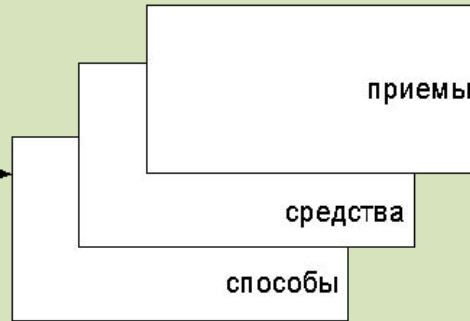 приемы
средства
способы